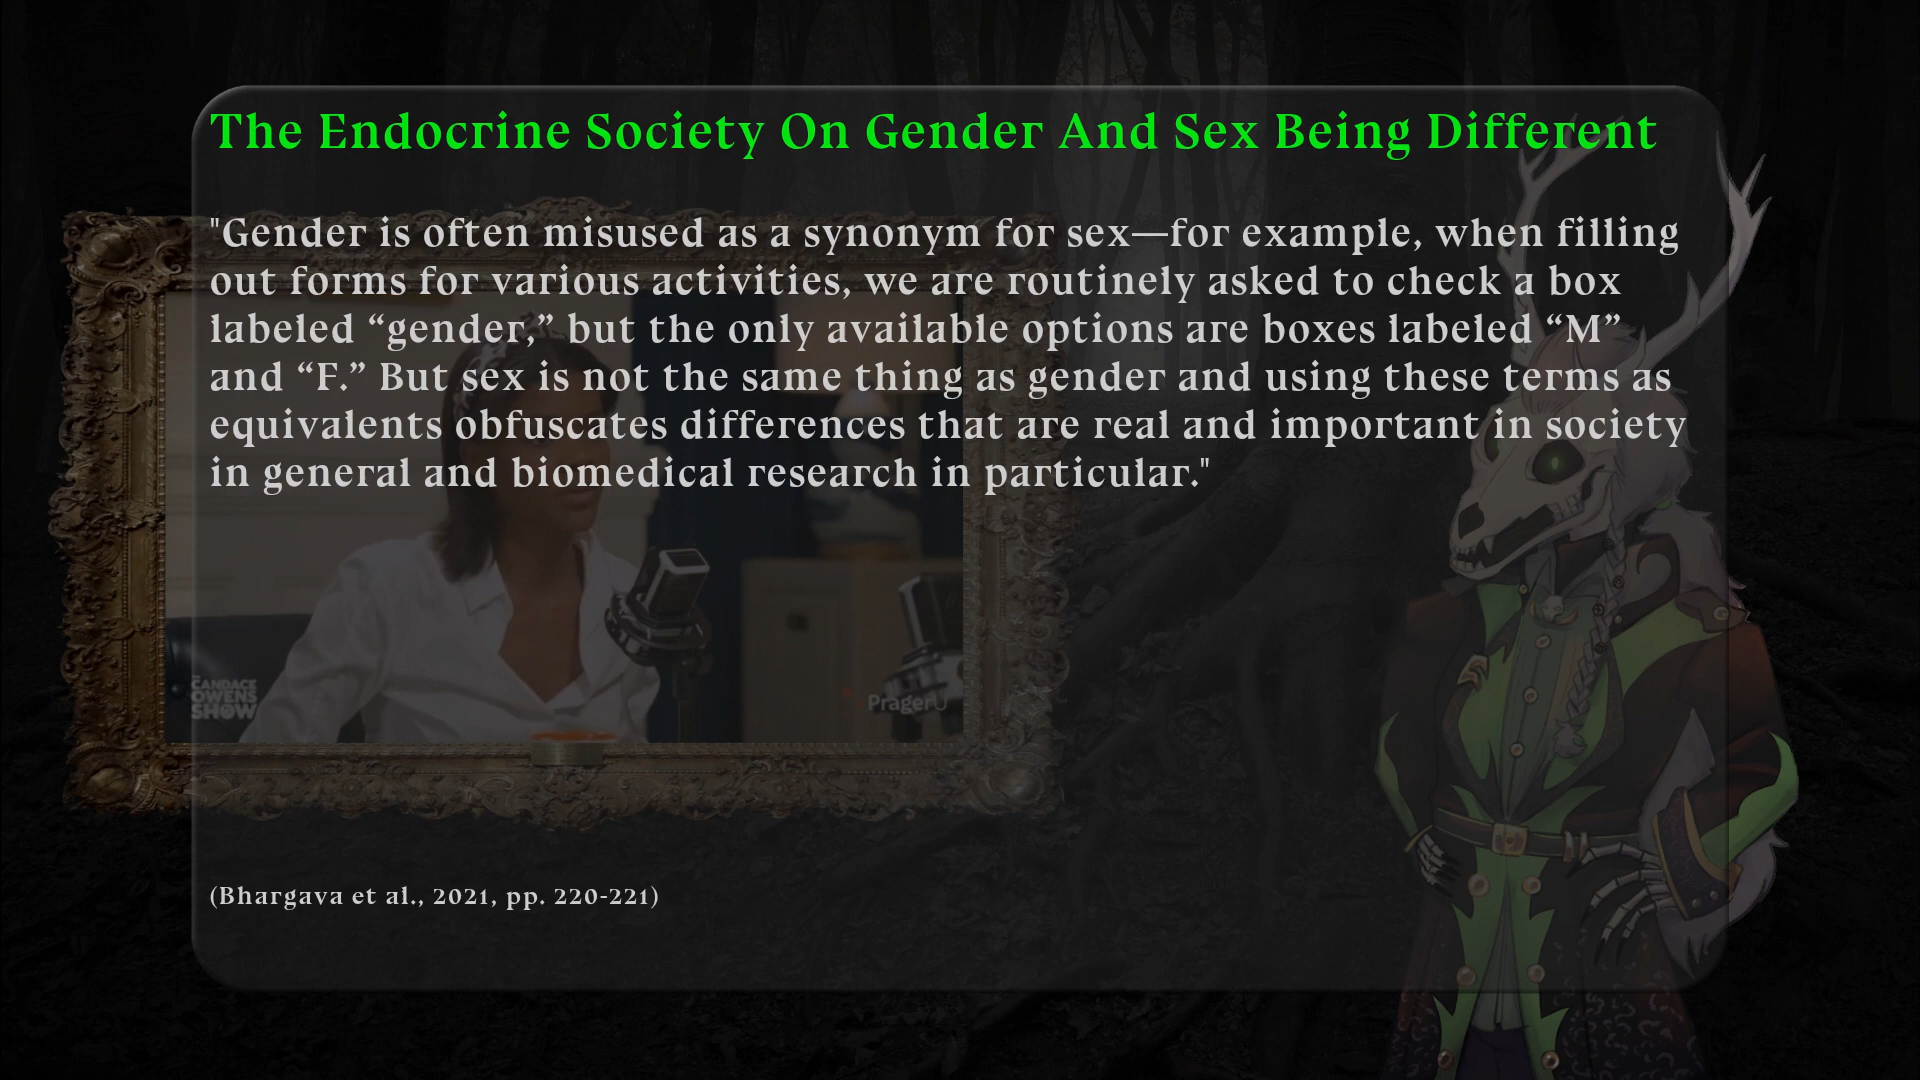 The Endocrine Society On Gender And Sex Being Different
"Gender is often misused as a synonym for sex—for example, when filling
out forms for various activities, we are routinely asked to check a box
labeled “gender,” but the only available options are boxes labeled “M”
and “F.” But sex is not the same thing as gender and using these terms as
equivalents obfuscates differences that are real and important in society
in general and biomedical research in particular."
CANDACE
OWENS
SHOW
PragerU
(Bhargava et al., 2021, pp. 220-221)